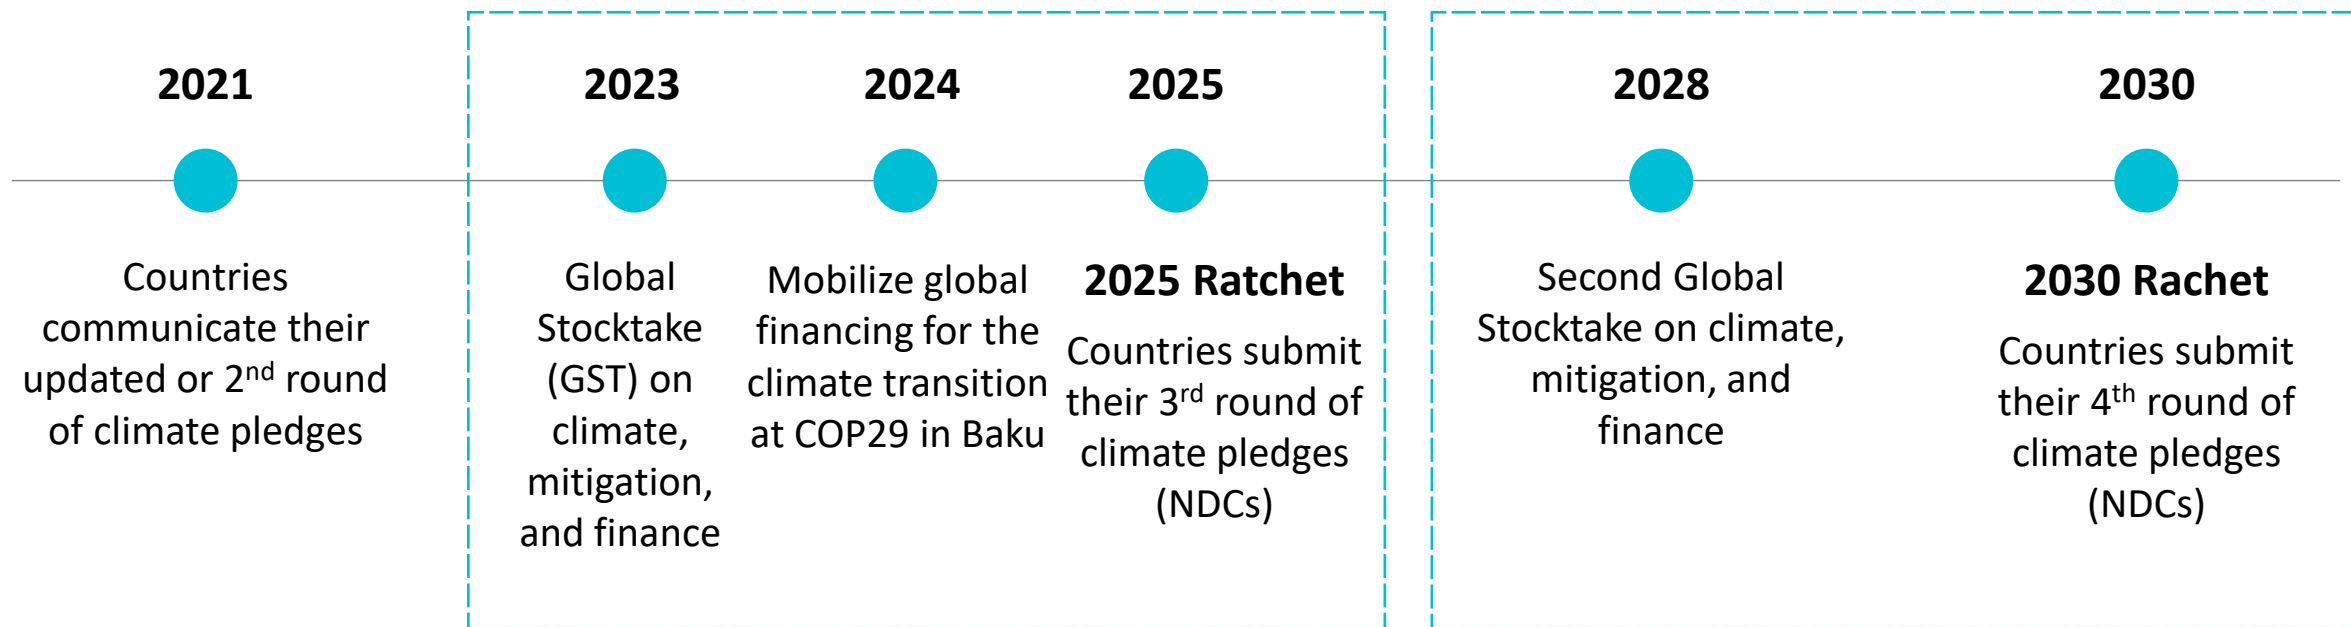 2021
Countries
communicate their
updated or 2nd round
of climate pledges
2023
Global
Stocktake
(GST) on
climate,
mitigation,
and finance
2024
Mobilize global
financing for the
climate transition
at COP29 in Baku
2025
2025 Ratchet
Countries submit
their 3rd round of
climate pledges
(NDCs)
2028
Second Global
Stocktake on climate,
mitigation, and
finance
2030
2030 Rachet
Countries submit
their 4th round of
climate pledges
(NDCs)